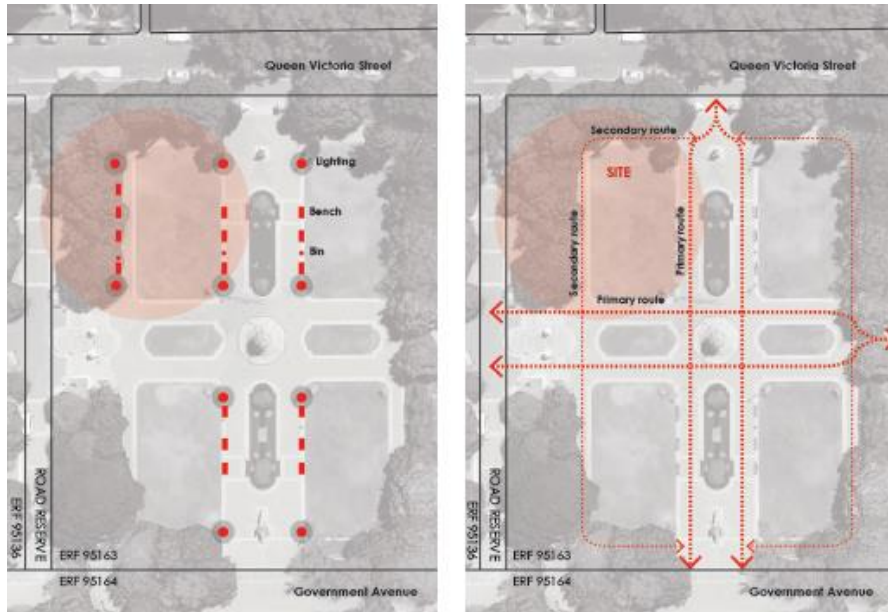 Queen Victoria Street
Lighting
Bench
Bin
ROAD RESERVE
ERF 95136
ERF 95163
ERF 95164
Government Avenue
Queen Victoria Street
Secondary route
SITE
Secondary route
Primary route
Primary route
ROAD RESERVE
ERF 95136
ERF 95163
ERF 95164
Government Avenue